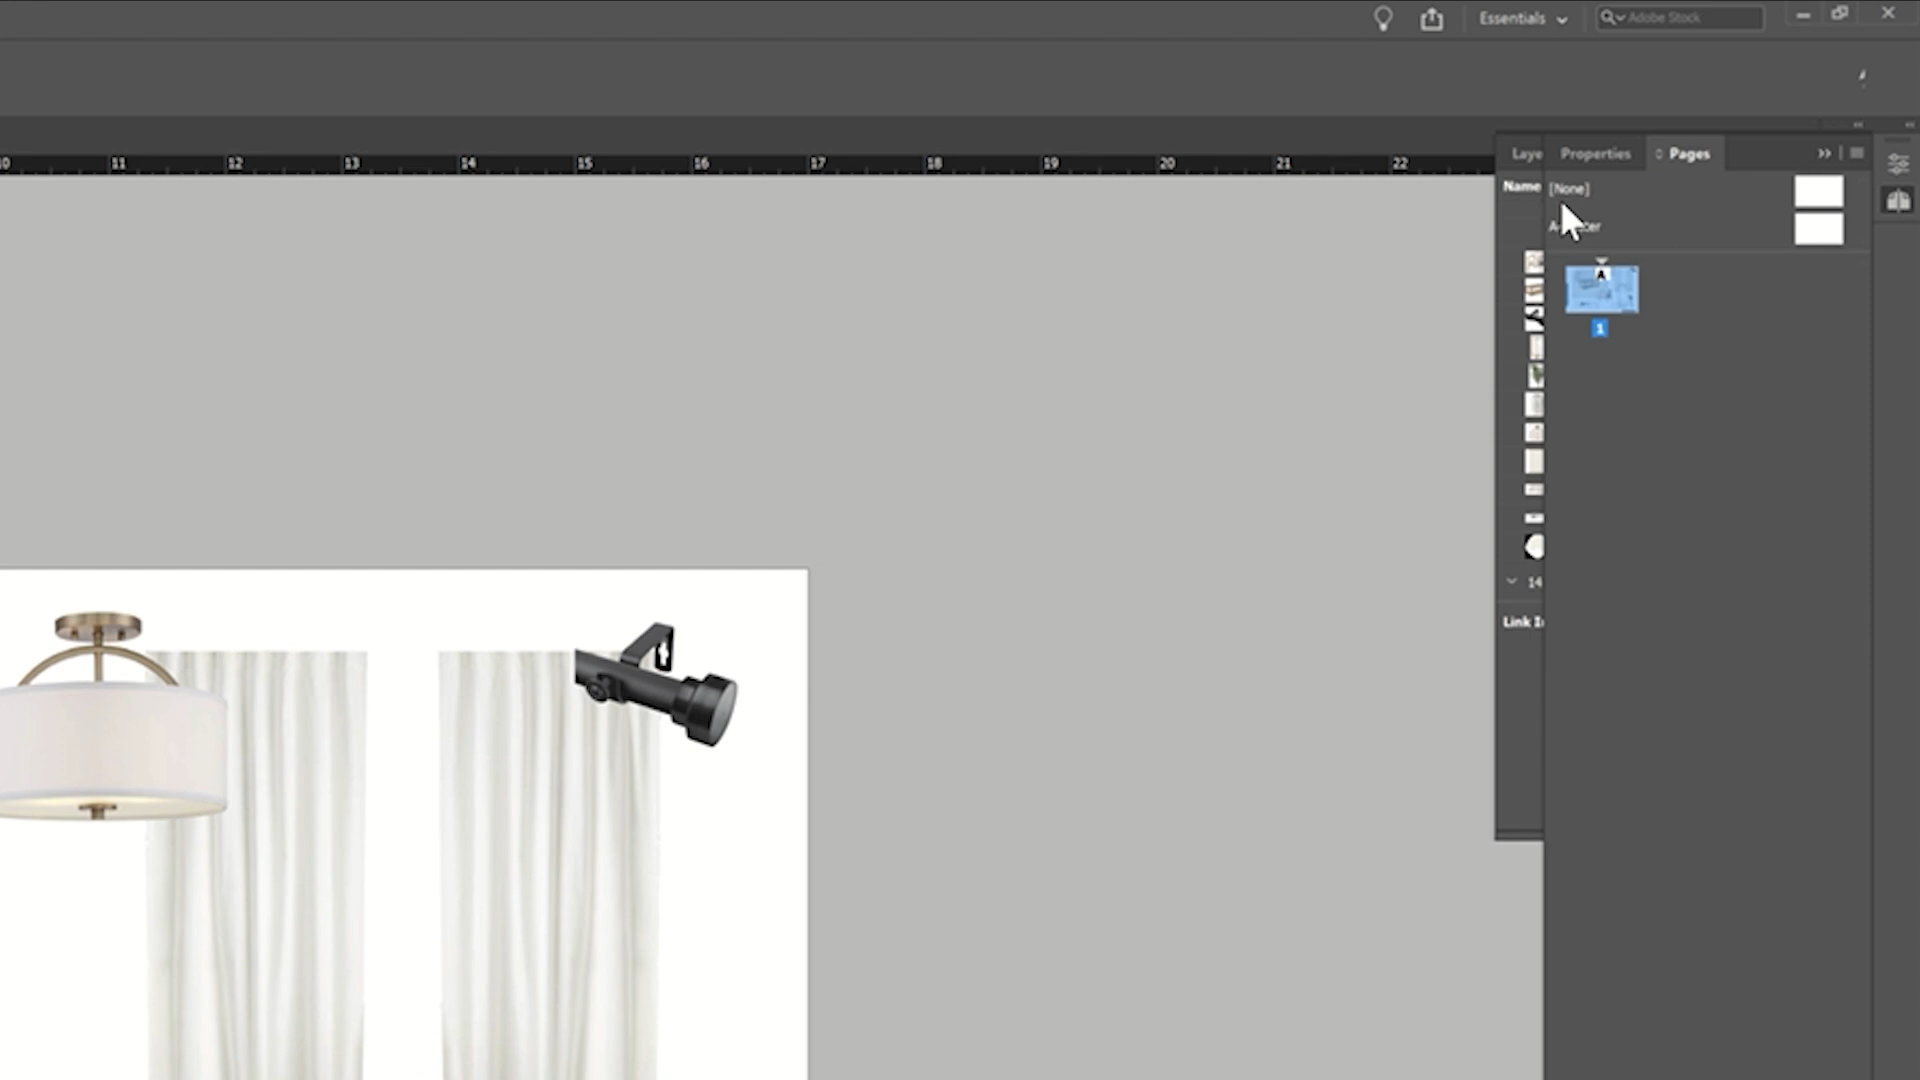 Essentials
Adobe Stock
11 12 13 14 15 16 17 18 19 20 21 22
Laye Properties Pages
Name [None]
A
1
14
Link I